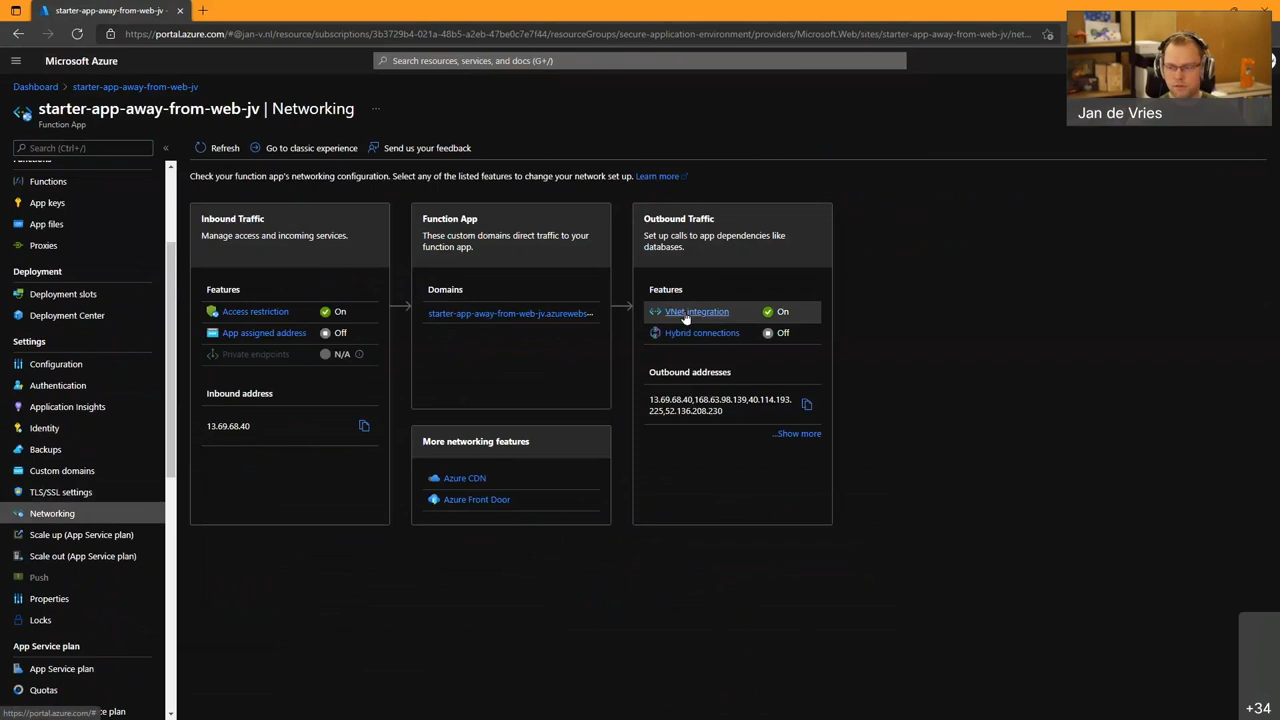 starter-app-away-from-web-jv -
https://portal.azure.com/#@jan-v.nl/resource/subscriptions/3b3729b4-021a-48b5-a2eb-47be0c7e7f44/resourceGroups/secure-application-environment/providers/Microsoft.Web/sites/starter-app-away-from-web-jv/net...
Microsoft Azure
Search resources, services, and docs (G+/)
Jan de Vries
Dashboard > starter-app-away-from-web-jv
starter-app-away-from-web-jv | Networking ...
Function App
Search (Ctrl+/)
«
Refresh
Go to classic experience
Send us your feedback
Check your function app's networking configuration. Select any of the listed features to change your network set up. Learn more
Functions
Functions
App keys
App files
Proxies
Deployment
Deployment slots
Deployment Center
Settings
Configuration
Authentication
Application Insights
Identity
Backups
Custom domains
TLS/SSL settings
Networking
Scale up (App Service plan)
Scale out (App Service plan)
Push
Properties
Locks
App Service plan
App Service plan
Quotas
https://portal.azure.com/#
plan
Inbound Traffic
Manage access and incoming services.
Features
Access restriction On
App assigned address Off
Private endpoints N/A
Inbound address
13.69.68.40
Function App
These custom domains direct traffic to your
function app.
Domains
starter-app-away-from-web-jv.azurewebs...
More networking features
Azure CDN
Azure Front Door
Outbound Traffic
Set up calls to app dependencies like
databases.
Features
VNet integration On
Hybrid connections Off
Outbound addresses
13.69.68.40,168.63.98.139,40.114.193.
225,52.136.208.230
...Show more
+34